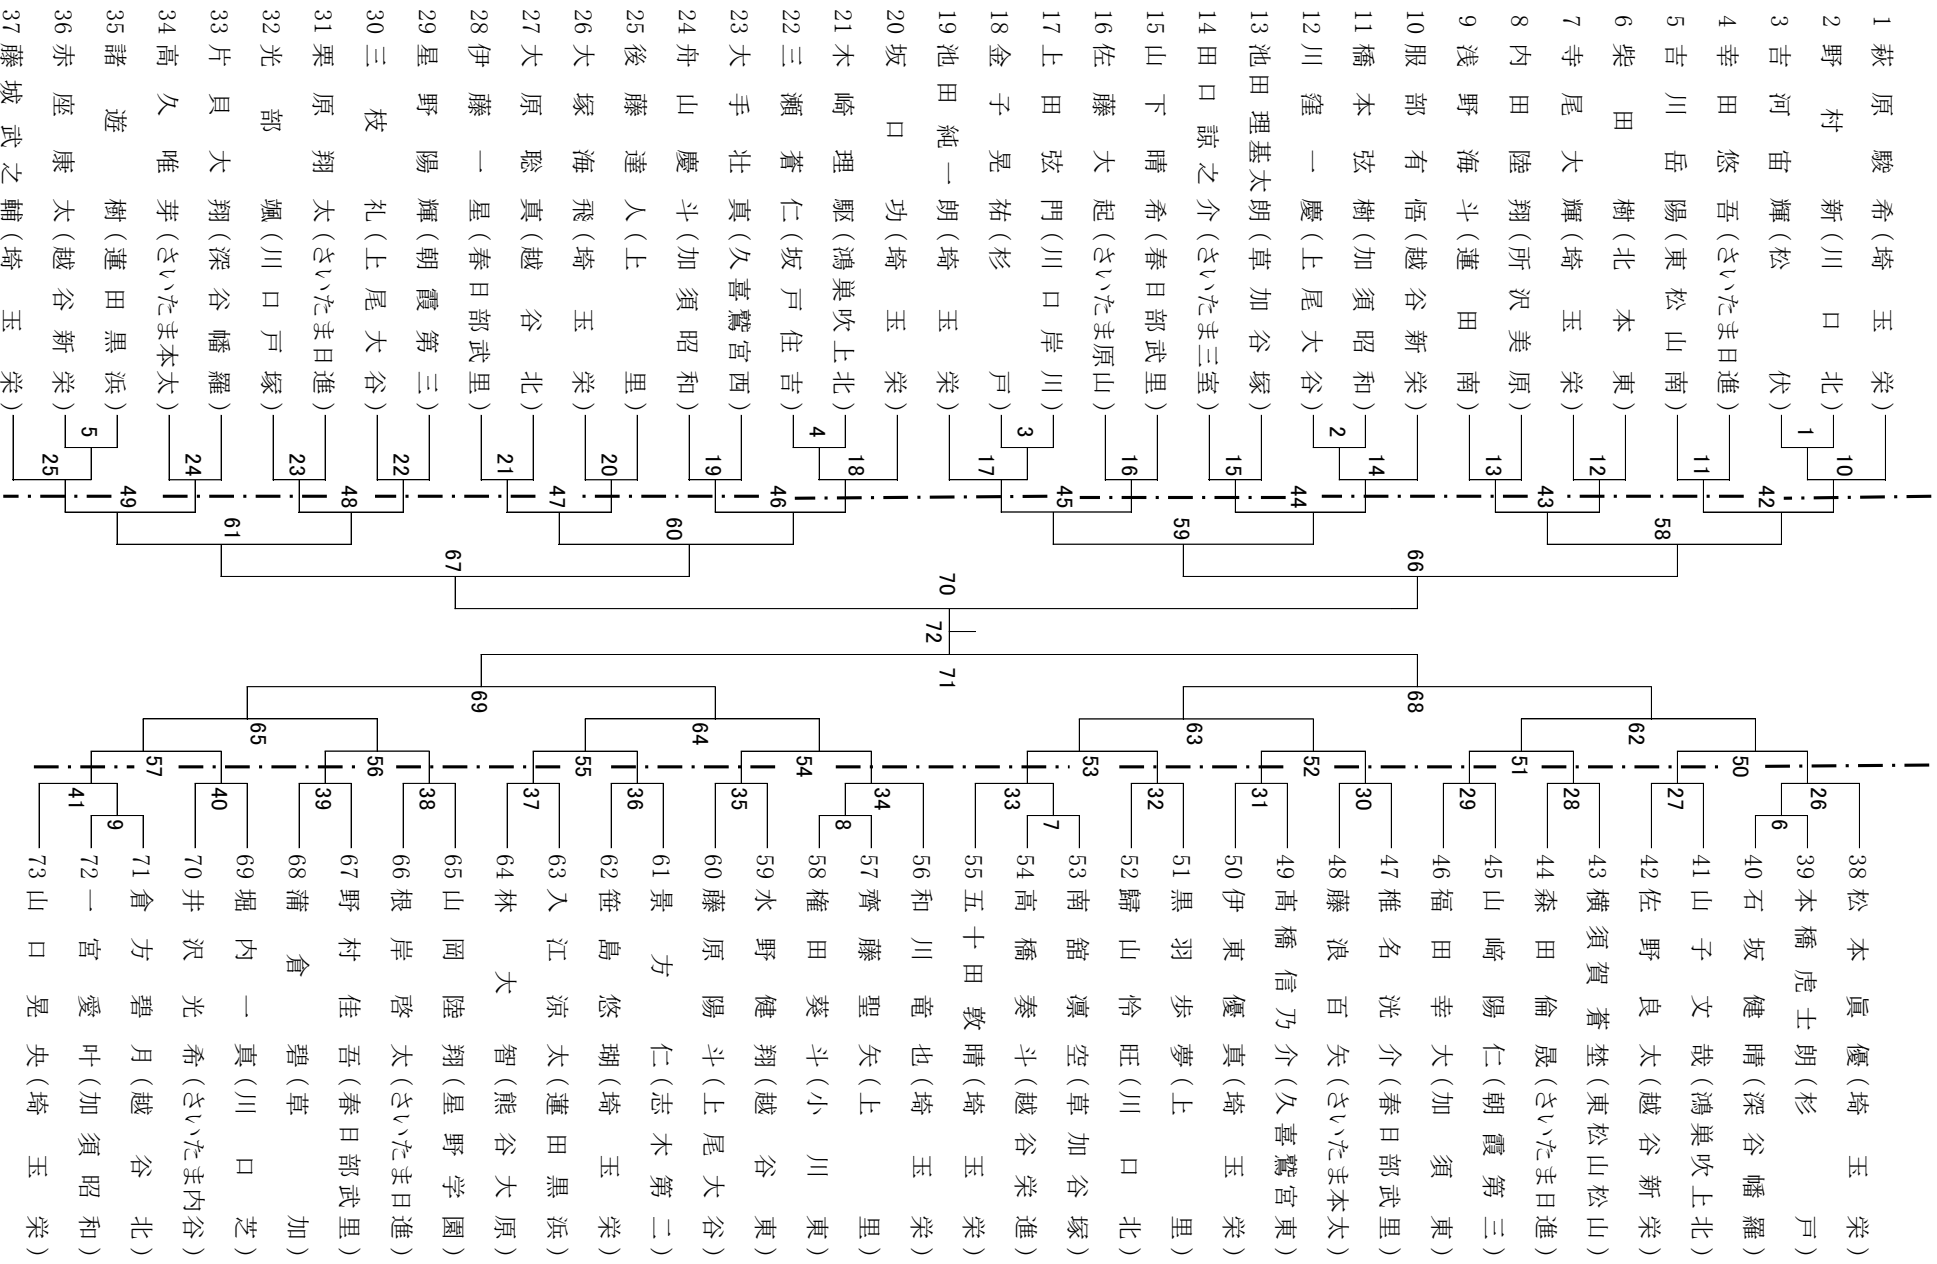 1 萩原駿希(埼玉栄)
2 野村新(川口北)
3 吉河宙輝(松伏)
4 幸田悠吾(さいたま日進)
5 吉川岳陽(東松山南)
6 柴田樹(北本東)
7 寺尾大輝(埼玉栄)
8 内田陸翔(所沢美原)
9 浅野海斗(蓮田南)
10 服部有悟(越谷新栄)
11 橋本弦樹(加須昭和)
12 川窪一慶(上尾大谷)
13 池田理基太朗(草加谷塚)
14 田口諒之介(さいたま三室)
15 山下晴希(春日部武里)
16 佐藤大起(さいたま原山)
17 上田弦門(川口岸川)
18 金子晃祐(杉戸)
19 池田純一朗(埼玉栄)
20 坂口功(埼玉栄)
21 木崎理駆(鴻巣吹上北)
22 三瀬蒼仁(坂戸住吉)
23 大手壮真(久喜鷲宮西)
24 舟山慶斗(加須昭和)
25 後藤達人(上里)
26 大塚海飛(埼玉栄)
27 大原聡真(越谷北)
28 伊藤一星(春日部武里)
29 星野陽輝(朝霞第三)
30 三枝礼(上尾大谷)
31 栗原翔太(さいたま日進)
32 光部颯(川口戸塚)
33 片貝大翔(深谷幡羅)
34 高久唯芽(さいたま本太)
35 諸遊樹(蓮田黒浜)
36 赤座康太(越谷新栄)
37 藤城武之輔(埼玉栄)
1
2
3
4
5
10
11
12
13
14
15
16
17
18
19
20
21
22
23
24
25
42
43
44
45
46
47
48
49
58
59
60
61
66
67
70
72
71
68
69
62
63
64
65
50
51
52
53
54
55
56
57
26
27
28
29
30
31
32
33
34
35
36
37
38
39
40
41
6
7
8
9
38 松本眞優(埼玉栄)
39 本橋虎士朗(杉戸)
40 石坂健晴(深谷幡羅)
41 山子文哉(鴻巣吹上北)
42 佐野良太(越谷新栄)
43 横須賀蒼埜(東松山松山)
44 森田倫晟(さいたま日進)
45 山﨑陽仁(朝霞第三)
46 福田幸大(加須東)
47 椎名洸介(春日部武里)
48 藤浪百矢(さいたま本太)
49 髙橋信乃介(久喜鷲宮東)
50 伊東優真(埼玉栄)
51 黒羽歩夢(上里)
52 歸山怜旺(川口北)
53 南舘凛空(草加谷塚)
54 高橋奏斗(越谷栄進)
55 五十田敦晴(埼玉栄)
56 和川竜也(埼玉栄)
57 齊藤聖矢(上里)
58 権田葵斗(小川東)
59 水野健翔(越谷東)
60 藤原陽斗(上尾大谷)
61 景方仁(志木第二)
62 笹島悠瑚(埼玉栄)
63 入江涼太(蓮田黒浜)
64 林大智(熊谷大原)
65 山岡陸翔(星野学園)
66 根岸啓太(さいたま日進)
67 野村佳吾(春日部武里)
68 蒲倉碧(草加)
69 堀内一真(川口芝)
70 井沢光希(さいたま内谷)
71 倉方碧月(越谷北)
72 一宮愛叶(加須昭和)
73 山口晃央(埼玉栄)